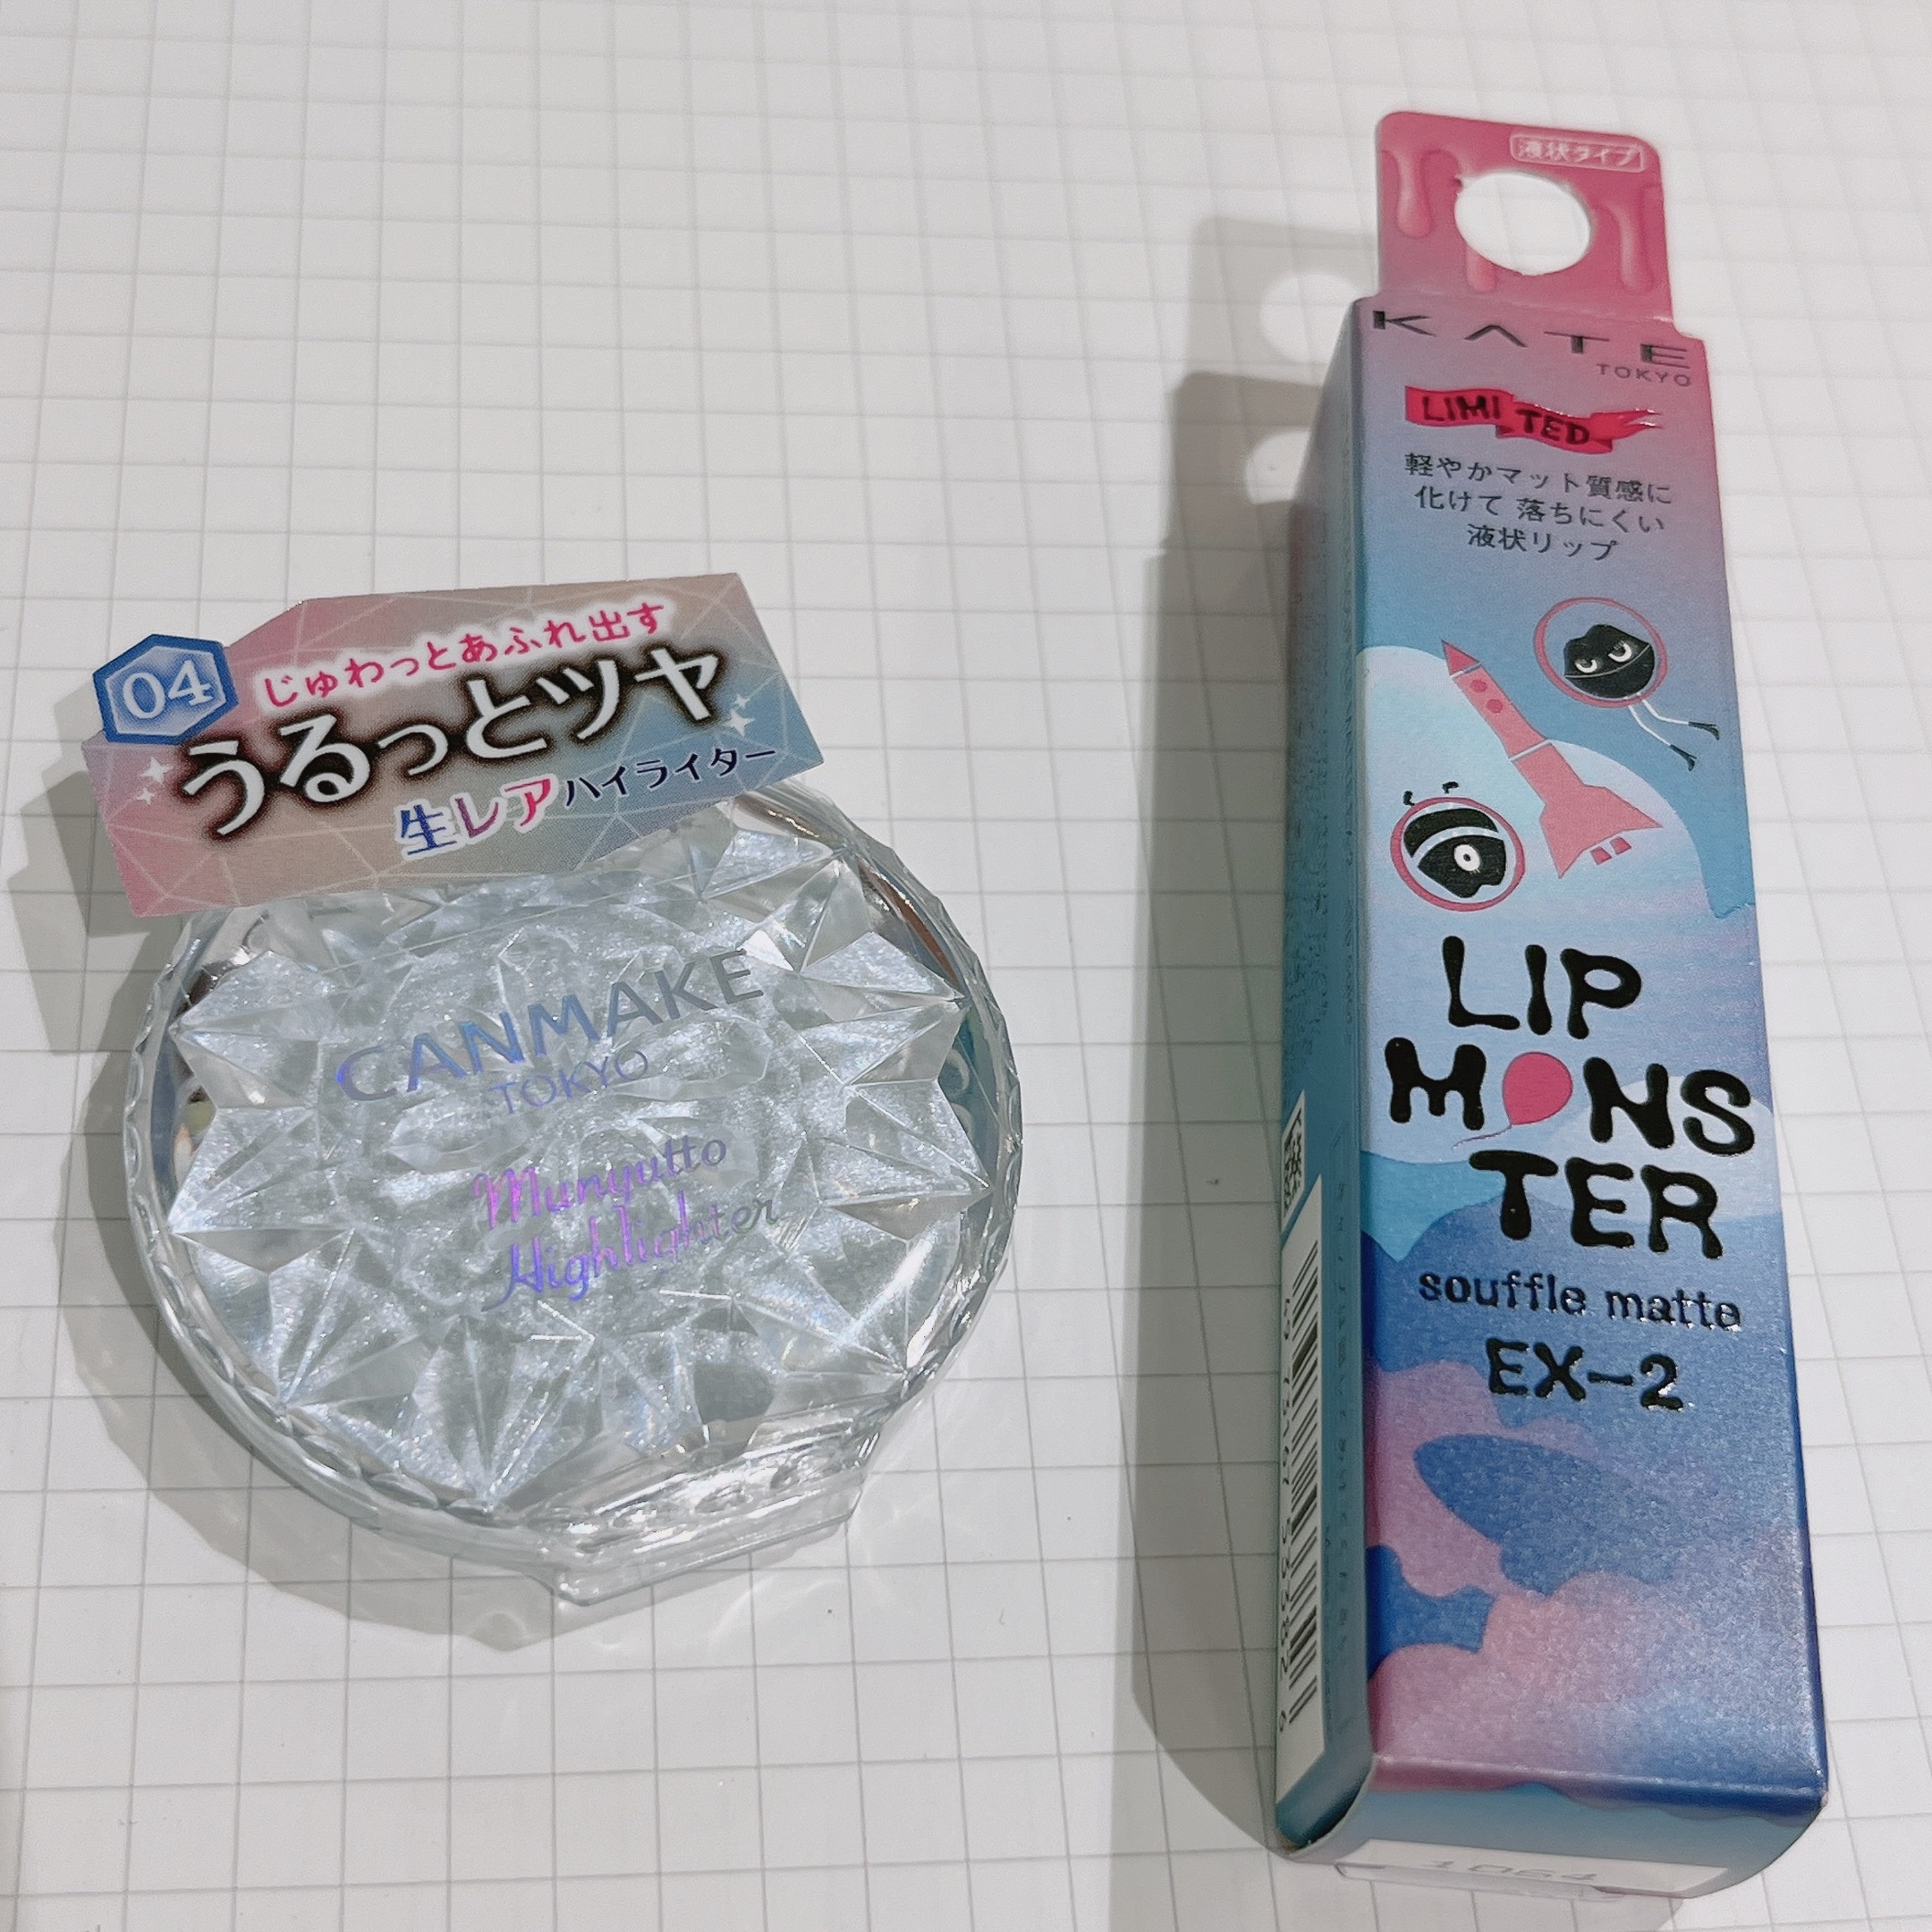 04
じゅわっとあふれ出す
うるっとツヤ
生レアハイライター
CANMAKE
TOKYO
Munyutto
Highlighter
液状タイプ
KATE
TOKYO
LIMITED
軽やかマット質感に
化けて 落ちにくい
液状リップ
LIP
MONS
TER
souffle matte
EX-2
1064